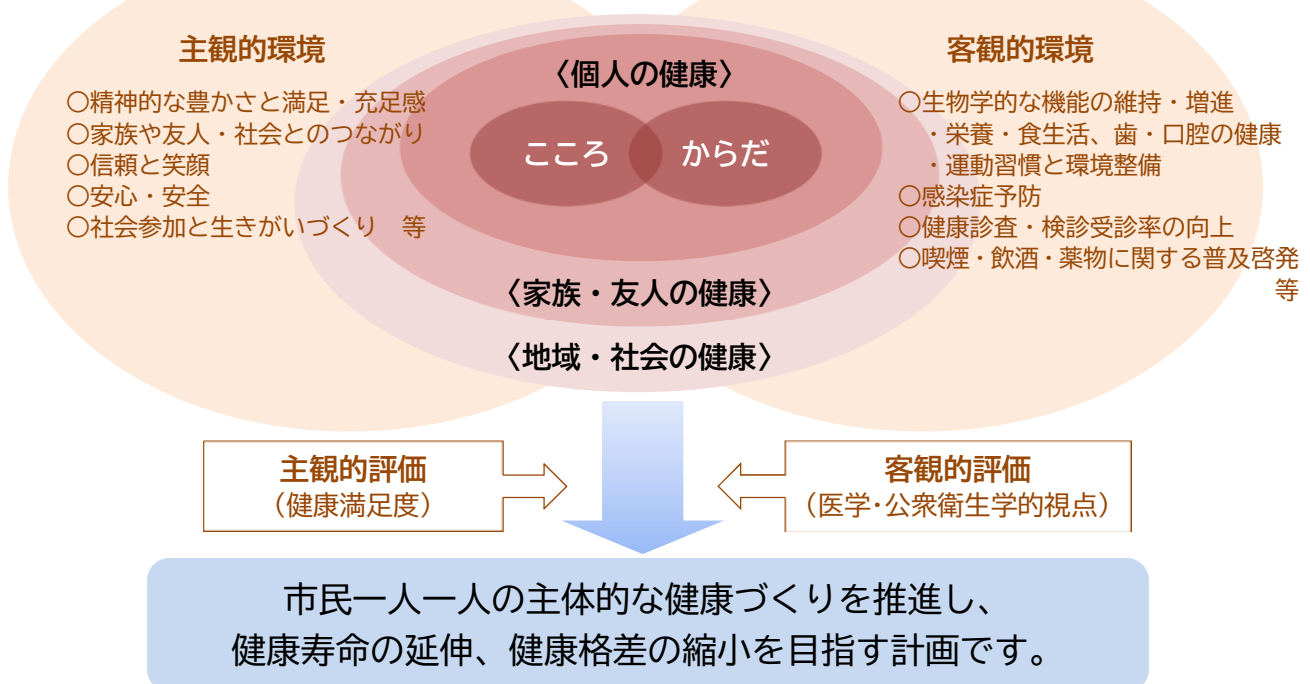 主観的環境
〇精神的な豊かさと満足・充足感
〇家族や友人・社会とのつながり
〇信頼と笑顔
〇安心・安全
〇社会参加と生きがいづくり　等
〈個人の健康〉
こころ
からだ
〈家族・友人の健康〉
〈地域・社会の健康〉
客観的環境
〇生物学的な機能の維持・増進
・栄養・食生活、歯・口腔の健康
・運動習慣と環境整備
〇感染症予防
〇健康診査・検診受診率の向上
〇喫煙・飲酒・薬物に関する普及啓発
等
主観的評価
（健康満足度）
客観的評価
（医学・公衆衛生学的視点）
市民一人一人の主体的な健康づくりを推進し、
健康寿命の延伸、健康格差の縮小を目指す計画です。